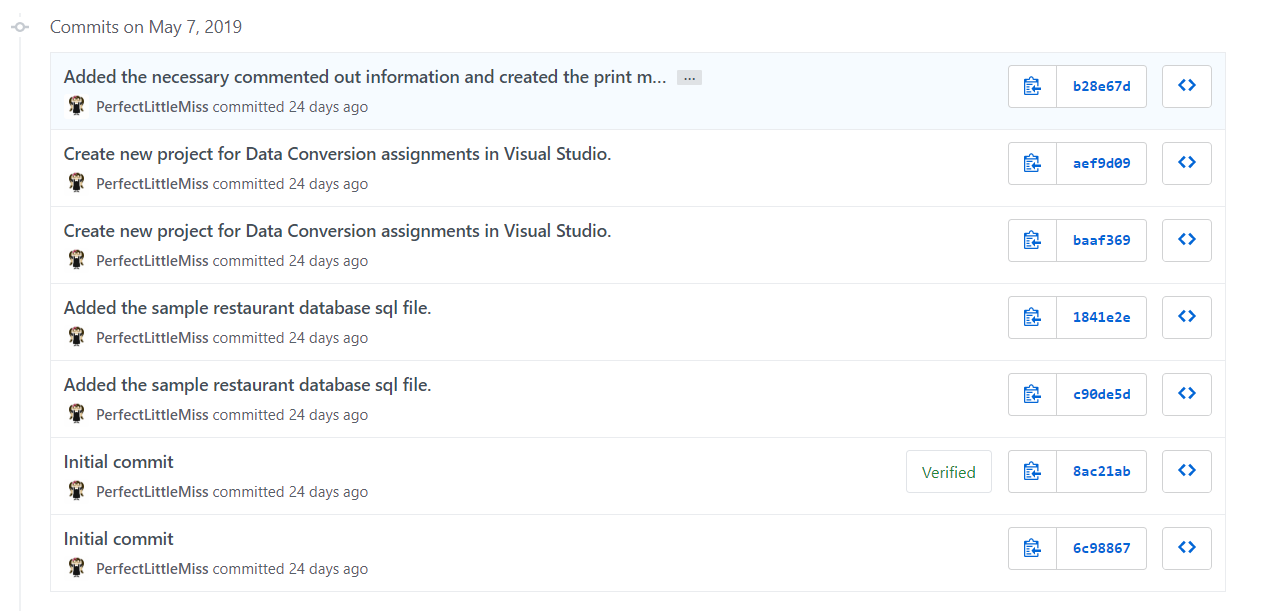 Commits on May 7, 2019
Added the necessary commented out information and created the print m... ...
PerfectLittleMiss committed 24 days ago
b28e67d
Create new project for Data Conversion assignments in Visual Studio.
PerfectLittleMiss committed 24 days ago
aef9d09
Create new project for Data Conversion assignments in Visual Studio.
PerfectLittleMiss committed 24 days ago
baaf369
Added the sample restaurant database sql file.
PerfectLittleMiss committed 24 days ago
1841e2e
Added the sample restaurant database sql file.
PerfectLittleMiss committed 24 days ago
c90de5d
Initial commit
PerfectLittleMiss committed 24 days ago
Verified
8ac21ab
Initial commit
PerfectLittleMiss committed 24 days ago
6c98867